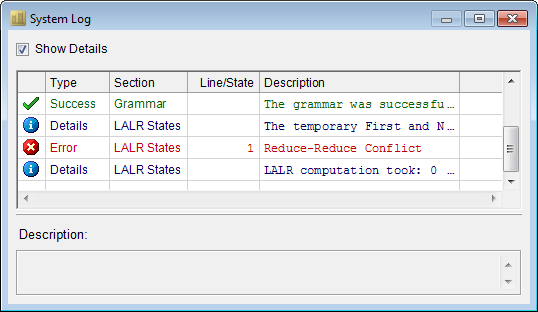 System Log
Show Details
Type Section Line/State Description
Success Grammar The grammar was successfu...
Details LALR States The temporary First and N...
Error LALR States 1 Reduce-Reduce Conflict
Details LALR States LALR computation took: 0 ...
Description: